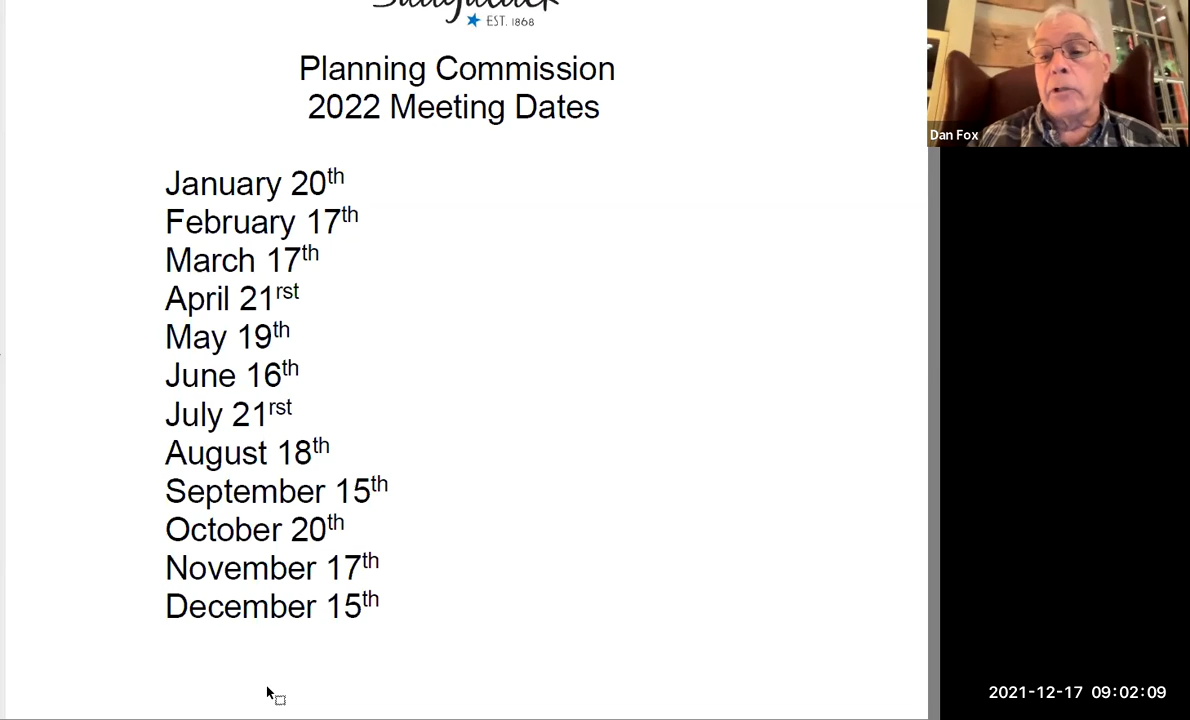 EST. 1868
Planning Commission
2022 Meeting Dates
January 20th
February 17th
March 17th
April 21rst
May 19th
June 16th
July 21rst
August 18th
September 15th
October 20th
November 17th
December 15th
Dan Fox
2021-12-17 09:02:09